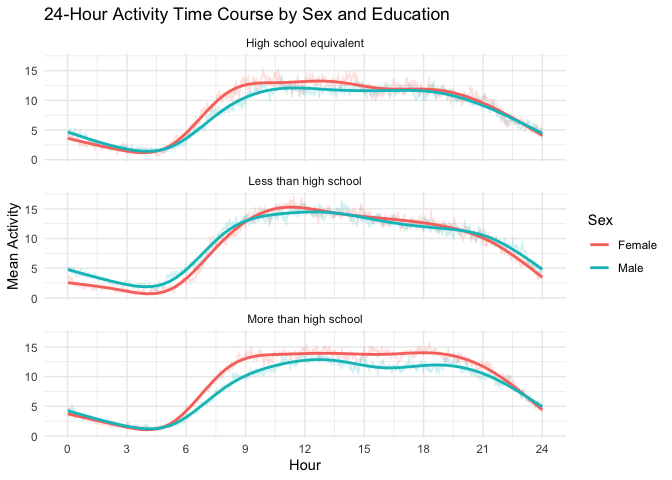 24-Hour Activity Time Course by Sex and Education
High school equivalent
15
10
5
0
Less than high school
15
10
5
0
More than high school
15
10
5
0
0 3 6 9 12 15 18 21 24
Hour
Mean Activity
Sex
Female
Male